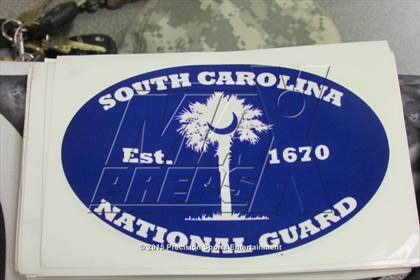 SOUTH CAROLINA
Est. 1670
NATIONAL GUARD
MAX
PREPS
© 2015 Precision Sports Entertainment